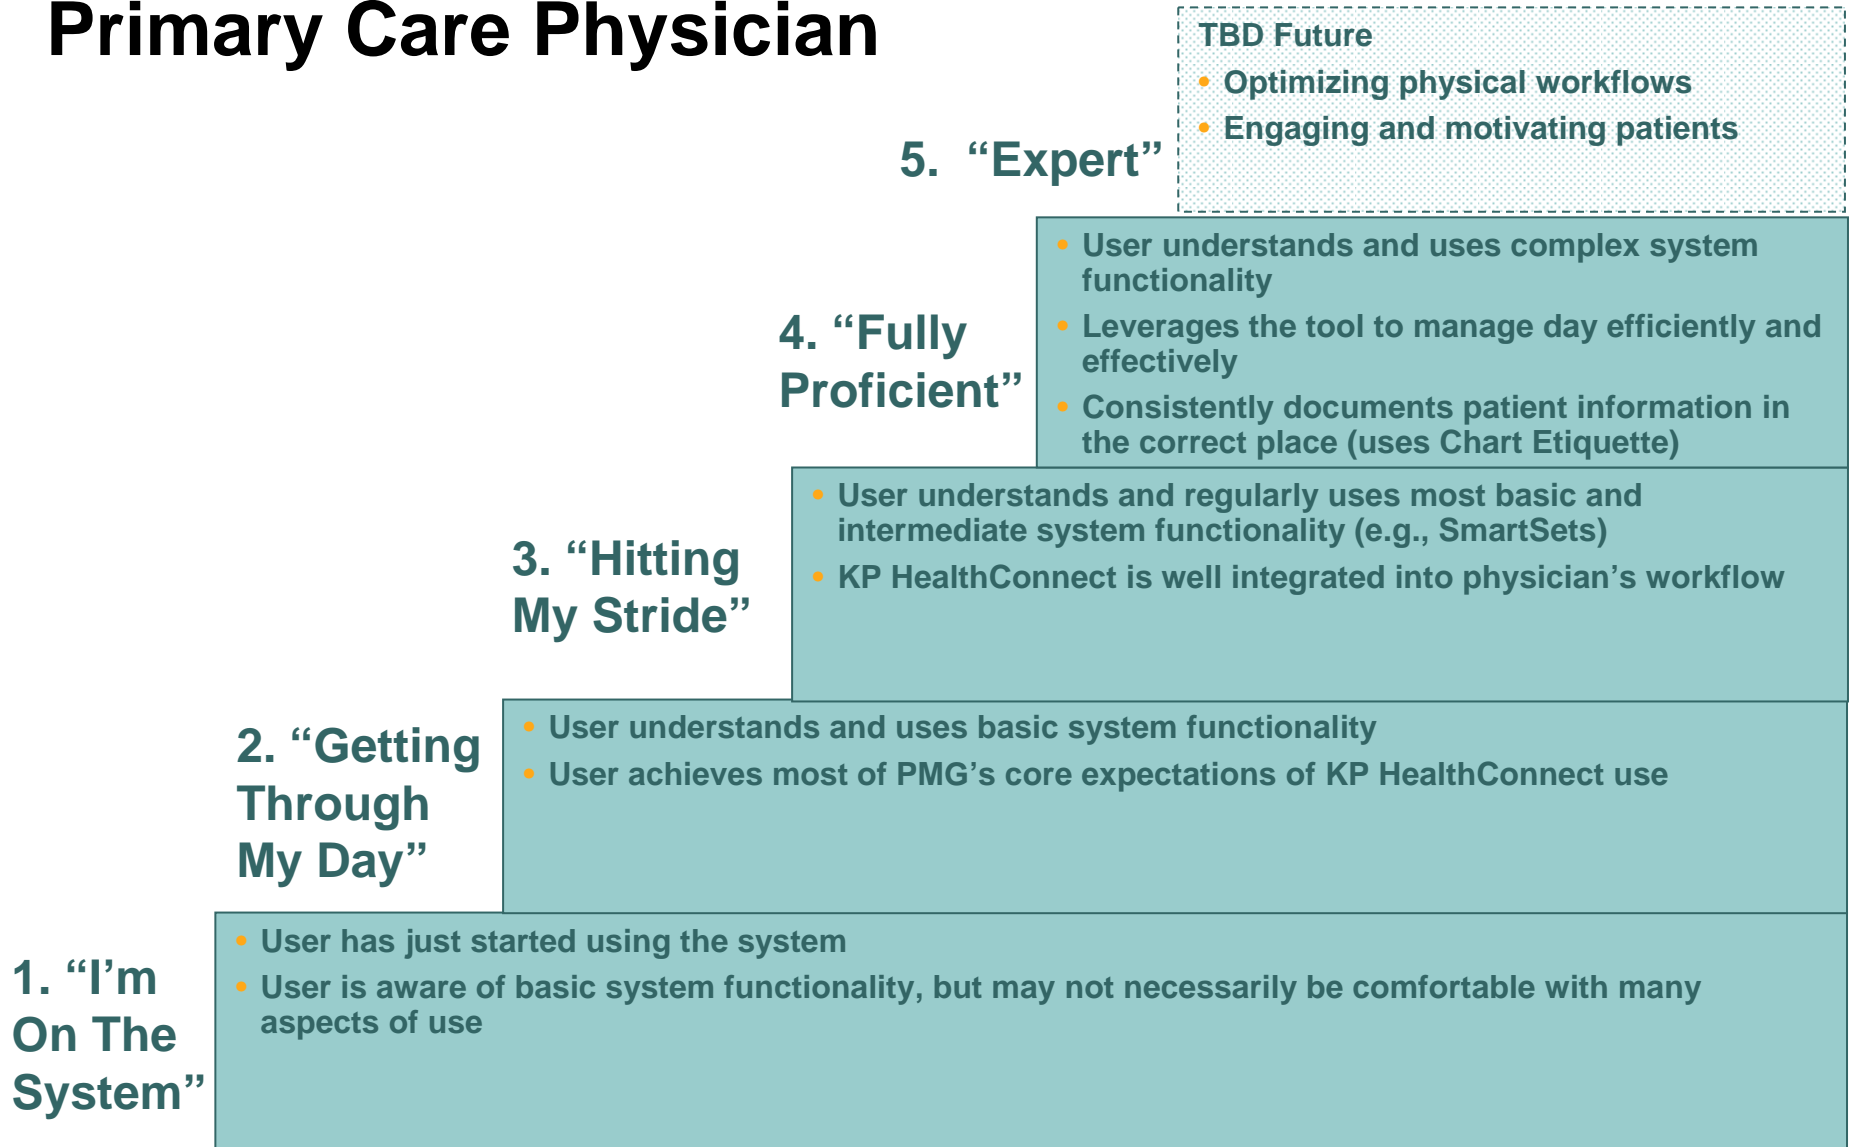 Primary Care Physician
TBD Future
• Optimizing physical workflows
• Engaging and motivating patients
5. “Expert”
• User understands and uses complex system
functionality
• Leverages the tool to manage day efficiently and
effectively
• Consistently documents patient information in
the correct place (uses Chart Etiquette)
4. “Fully
Proficient”
• User understands and regularly uses most basic and
intermediate system functionality (e.g., SmartSets)
• KP HealthConnect is well integrated into physician’s workflow
3. “Hitting
My Stride”
• User understands and uses basic system functionality
• User achieves most of PMG’s core expectations of KP HealthConnect use
2. “Getting
Through
My Day”
• User has just started using the system
• User is aware of basic system functionality, but may not necessarily be comfortable with many
aspects of use
1. “I’m
On The
System”